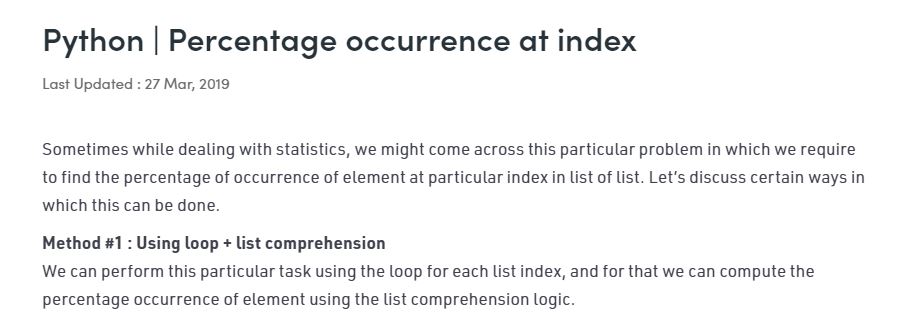 Python | Percentage occurrence at index
Last Updated : 27 Mar, 2019
Sometimes while dealing with statistics, we might come across this particular problem in which we require
to find the percentage of occurrence of element at particular index in list of list. Let’s discuss certain ways in
which this can be done.
Method #1 : Using loop + list comprehension
We can perform this particular task using the loop for each list index, and for that we can compute the
percentage occurrence of element using the list comprehension logic.